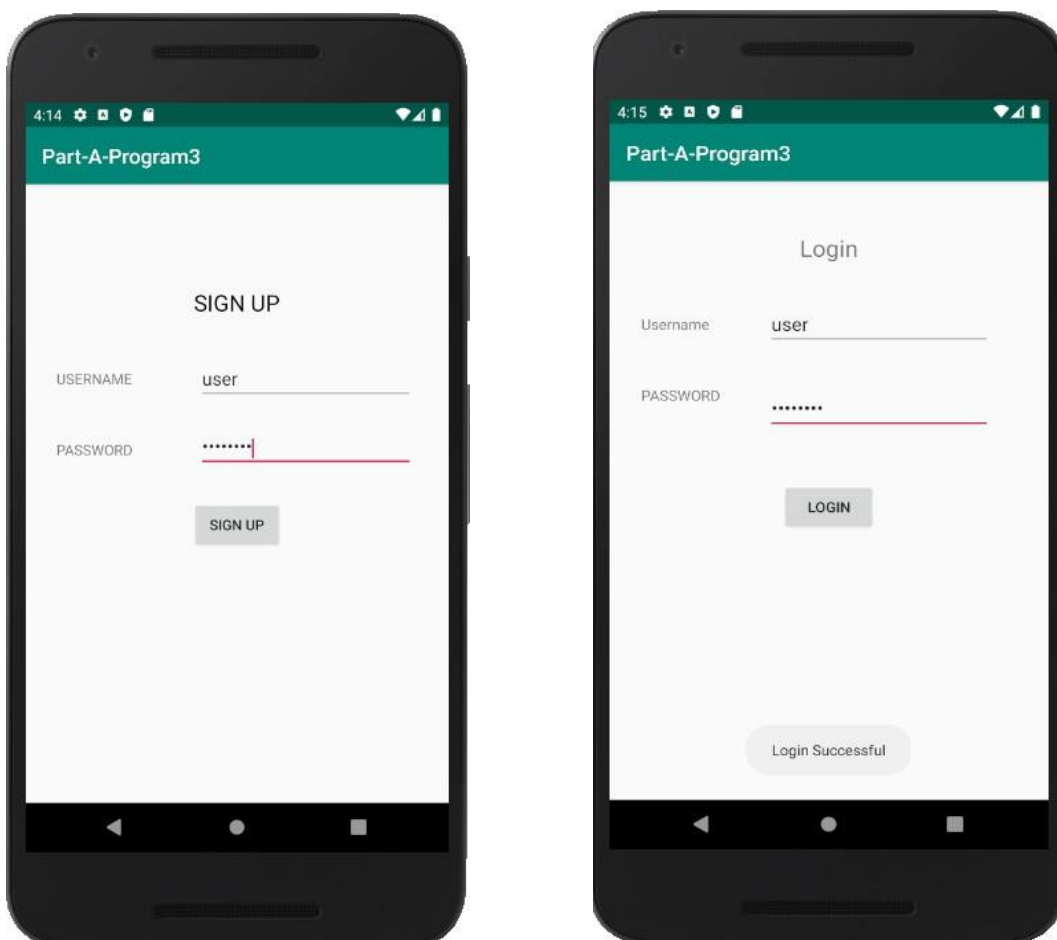 4:14
Part-A-Program3
SIGN UP
USERNAME user
PASSWORD ••••••••
SIGN UP
4:15
Part-A-Program3
Login
Username user
PASSWORD ••••••••
LOGIN
Login Successful